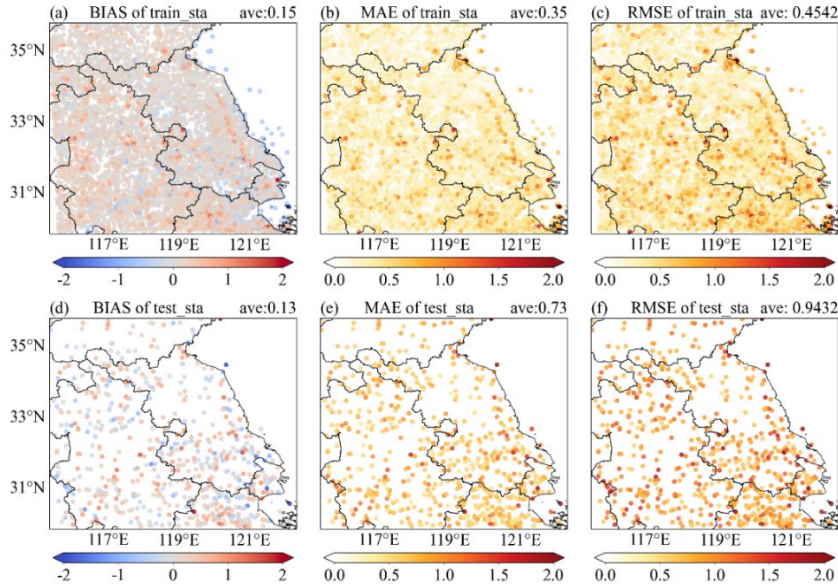 (a) BIAS of train_sta ave:0.15
(b) MAE of train_sta ave:0.35
(c) RMSE of train_sta ave: 0.4542
35°N
33°N
31°N
117°E 119°E 121°E
117°E 119°E 121°E
117°E 119°E 121°E
-2 -1 0 1 2
0.0 0.5 1.0 1.5 2.0
0.0 0.5 1.0 1.5 2.0
(d) BIAS of test_sta ave:0.13
(e) MAE of test_sta ave:0.73
(f) RMSE of test_sta ave: 0.9432
35°N
33°N
31°N
117°E 119°E 121°E
117°E 119°E 121°E
117°E 119°E 121°E
-2 -1 0 1 2
0.0 0.5 1.0 1.5 2.0
0.0 0.5 1.0 1.5 2.0